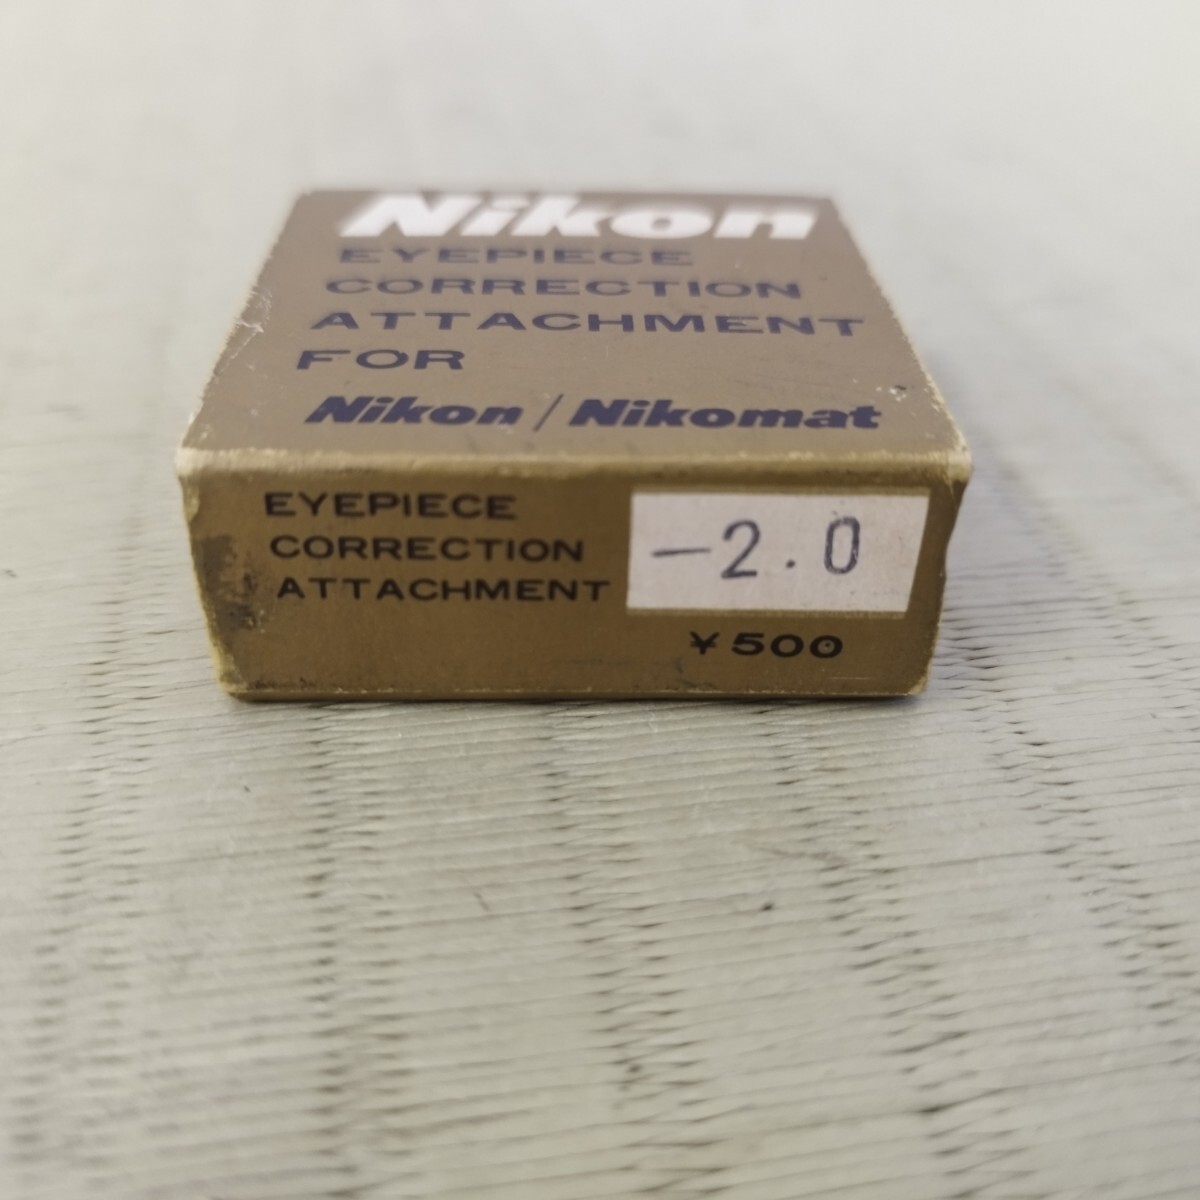 Nikon
EYEPIECE
CORRECTION
ATTACHMENT
FOR
Nikon / Nikomat
EYEPIECE
CORRECTION
ATTACHMENT
-2.0
¥500